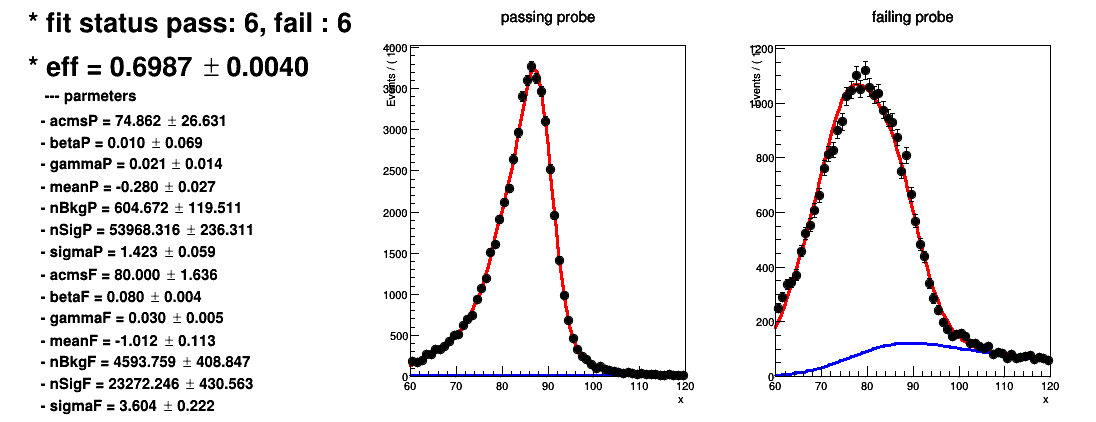 * fit status pass: 6, fail : 6
* eff = 0.6987 ± 0.0040
--- parmeters
- acmsP = 74.862 ± 26.631
- betaP = 0.010 ± 0.069
- gammaP = 0.021 ± 0.014
- meanP = -0.280 ± 0.027
- nBkgP = 604.672 ± 119.511
- nSigP = 53968.316 ± 236.311
- sigmaP = 1.423 ± 0.059
- acmsF = 80.000 ± 1.636
- betaF = 0.080 ± 0.004
- gammaF = 0.030 ± 0.005
- meanF = -1.012 ± 0.113
- nBkgF = 4593.759 ± 408.847
- nSigF = 23272.246 ± 430.563
- sigmaF = 3.604 ± 0.222
passing probe
Events / ( 1
4000
3500
3000
2500
2000
1500
1000
500
0
60 70 80 90 100 110 120
x
failing probe
Events / ( 1
1200
1000
800
600
400
200
0
60 70 80 90 100 110 120
x